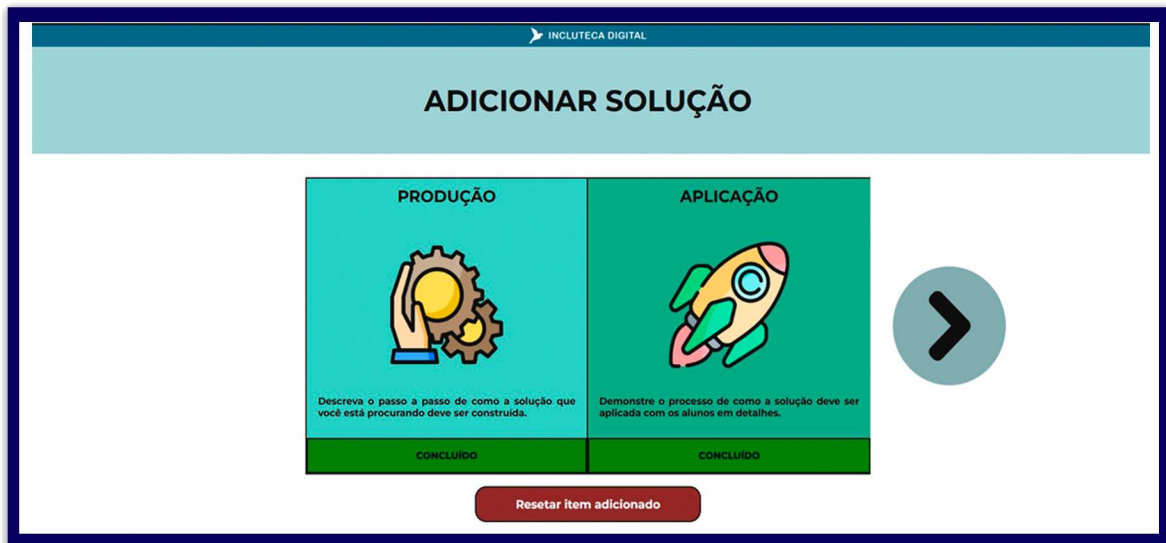 INCLUTECA DIGITAL
ADICIONAR SOLUÇÃO
PRODUÇÃO
Descreva o passo a passo de como a solução que
você está procurando deve ser construída.
CONCLUÍDO
APLICAÇÃO
Demonstre o processo de como a solução deve ser
aplicada com os alunos em detalhes.
CONCLUÍDO
Resetar item adicionado